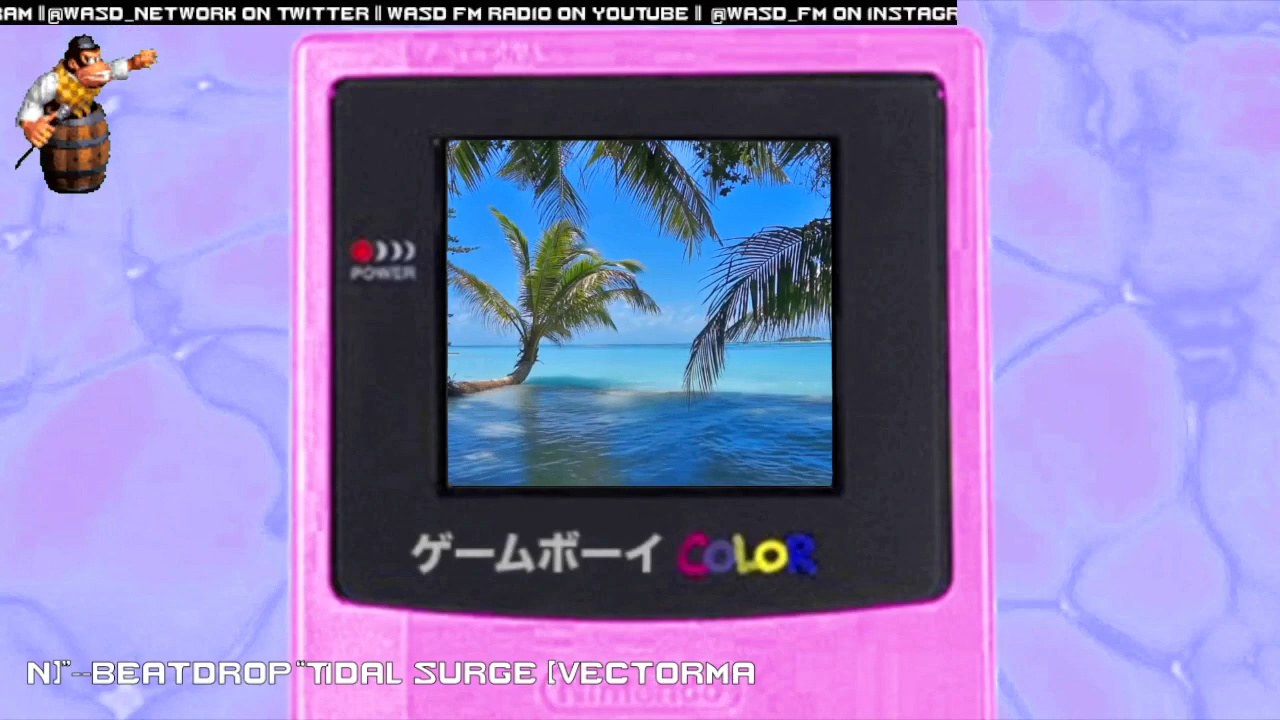 RAM || @WASD_NETWORK ON TWITTER || WASD FM RADIO ON YOUTUBE || @WASD_FM ON INSTAGR
POWER
ゲームボーイ COLOR
N]"--BEATDROP "TIDAL SURGE [VECTORMA
Nintendo